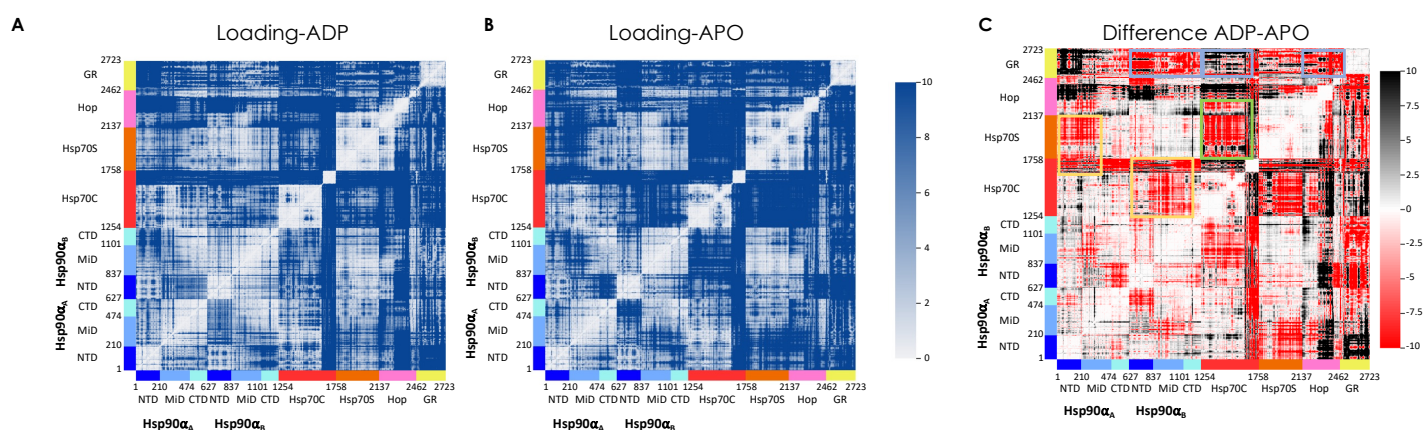 A
Loading-ADP
2723
GR
2462
Hop
2137
Hsp70S
1758
Hsp70C
1254
CTD
1101
MiD
837
NTD
627
CTD
474
MiD
210
NTD
1
Hsp90αB
Hsp90αA
1 210 474 627 837 1101 1254 1758 2137 2462 2723
NTD MiD CTD NTD MiD CTD Hsp70C Hsp70S Hop GR
Hsp90αA Hsp90αB
B
Loading-APO
2723
GR
2462
Hop
2137
Hsp70S
1758
Hsp70C
1254
CTD
1101
MiD
837
NTD
627
CTD
474
MiD
210
NTD
1
Hsp90αB
Hsp90αA
1 210 474 627 837 1101 1254 1758 2137 2462 2723
NTD MiD CTD NTD MiD CTD Hsp70C Hsp70S Hop GR
Hsp90αA Hsp90αB
10
8
6
4
2
0
C
Difference ADP-APO
2723
GR
2462
Hop
2137
Hsp70S
1758
Hsp70C
1254
CTD
1101
MiD
837
NTD
627
CTD
474
MiD
210
NTD
1
Hsp90αB
Hsp90αA
1 210 474 627 837 1101 1254 1758 2137 2462 2723
NTD MiD CTD NTD MiD CTD Hsp70C Hsp70S Hop GR
Hsp90αA Hsp90αB
10
-7.5
-5
-2.5
-0
-2.5
-5
-7.5
-10